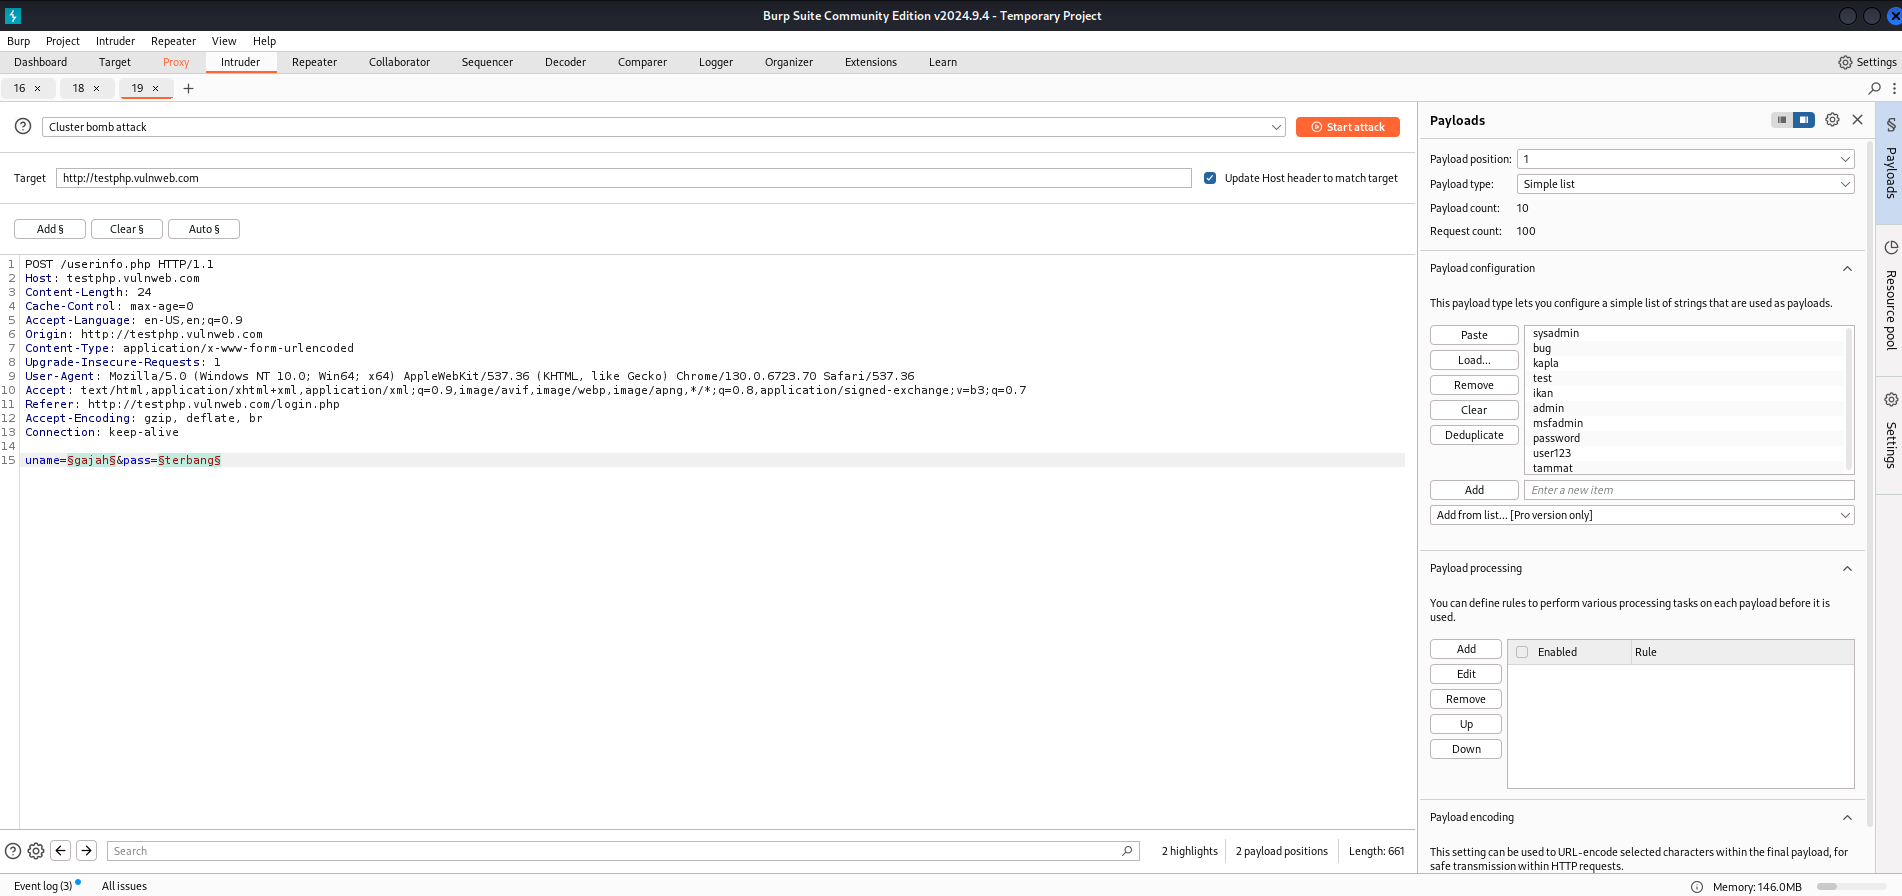 Burp Suite Community Edition v2024.9.4 - Temporary Project
Burp Project Intruder Repeater View Help
Dashboard Target Proxy Intruder Repeater Collaborator Sequencer Decoder Comparer Logger Organizer Extensions Learn Settings
16 × 18 × 19 × +
Cluster bomb attack
Start attack
Target http://testphp.vulnweb.com Update Host header to match target
Add § Clear § Auto §
1 POST /userinfo.php HTTP/1.1
2 Host: testphp.vulnweb.com
3 Content-Length: 24
4 Cache-Control: max-age=0
5 Accept-Language: en-US,en;q=0.9
6 Origin: http://testphp.vulnweb.com
7 Content-Type: application/x-www-form-urlencoded
8 Upgrade-Insecure-Requests: 1
9 User-Agent: Mozilla/5.0 (Windows NT 10.0; Win64; x64) AppleWebKit/537.36 (KHTML, like Gecko) Chrome/130.0.6723.70 Safari/537.36
10 Accept: text/html,application/xhtml+xml,application/xml;q=0.9,image/avif,image/webp,image/apng,*/*;q=0.8,application/signed-exchange;v=b3;q=0.7
11 Referer: http://testphp.vulnweb.com/login.php
12 Accept-Encoding: gzip, deflate, br
13 Connection: keep-alive
14
15 uname=§gajah§&pass=§terbang§
Search
2 highlights 2 payload positions Length: 661
Payloads
Payload position: 1
Payload type: Simple list
Payload count: 10
Request count: 100
Payload configuration
This payload type lets you configure a simple list of strings that are used as payloads.
Paste
Load...
Remove
Clear
Deduplicate
sysadmin
bug
kapla
test
ikan
admin
msfadmin
password
user123
tammat
Add Enter a new item
Add from list... [Pro version only]
Payload processing
You can define rules to perform various processing tasks on each payload before it is
used.
Add
Edit
Remove
Up
Down
Enabled Rule
Payload encoding
This setting can be used to URL-encode selected characters within the final payload, for
safe transmission within HTTP requests.
§ Payloads
Resource pool
Settings
Event log (3) All issues
Memory: 146.0MB